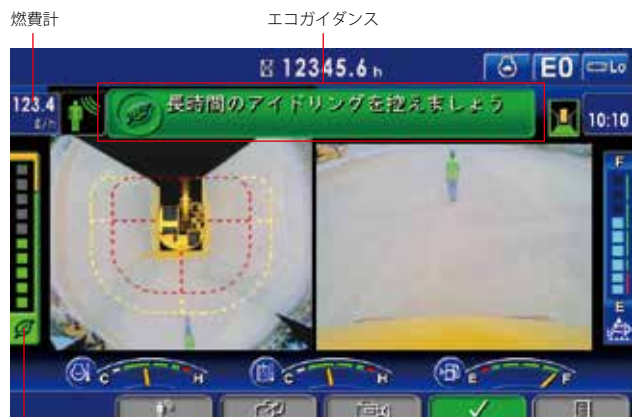 燃費計
エコガイダンス
12345.6 h
E0
Lo
123.4
ℓ/h
長時間のアイドリングを控えましょう
10:10
F
E
C H
C H
E F